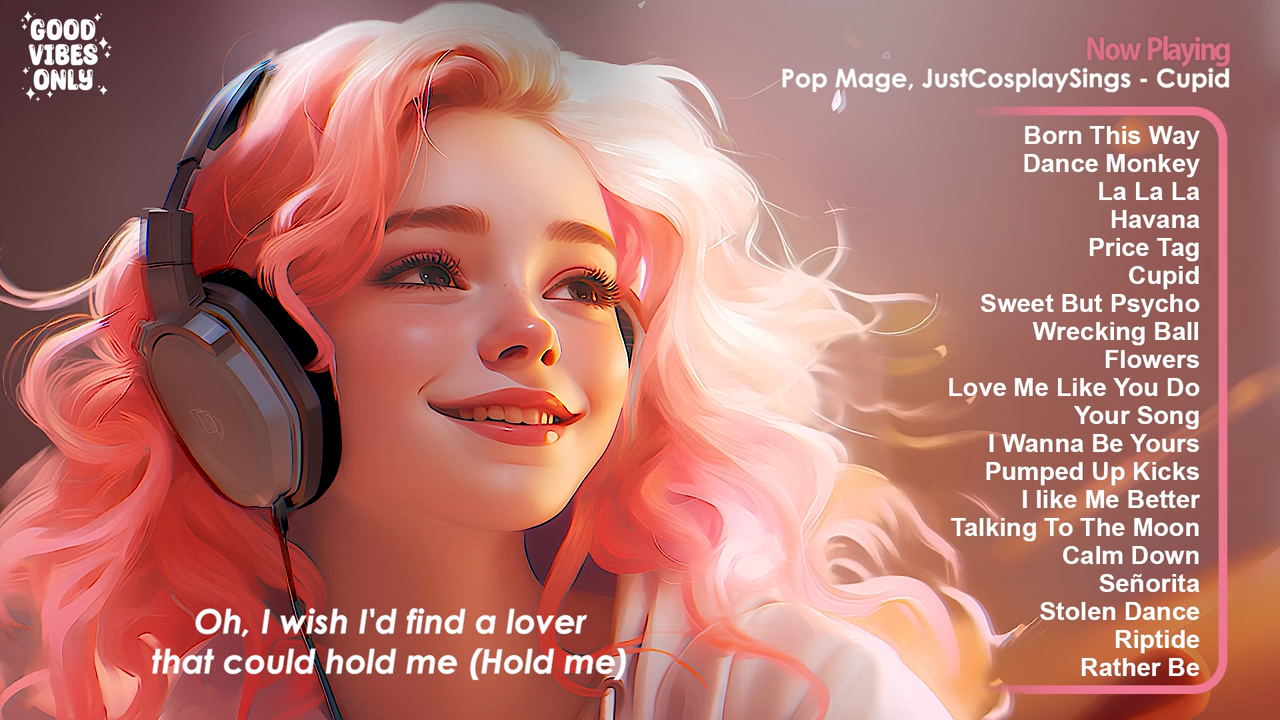 GOOD
VIBES
ONLY
Now Playing
Pop Mage, JustCosplaySings - Cupid
Born This Way
Dance Monkey
La La La
Havana
Price Tag
Cupid
Sweet But Psycho
Wrecking Ball
Flowers
Love Me Like You Do
Your Song
I Wanna Be Yours
Pumped Up Kicks
I like Me Better
Talking To The Moon
Calm Down
Señorita
Stolen Dance
Riptide
Rather Be
Oh, I wish I'd find a lover
that could hold me (Hold me)